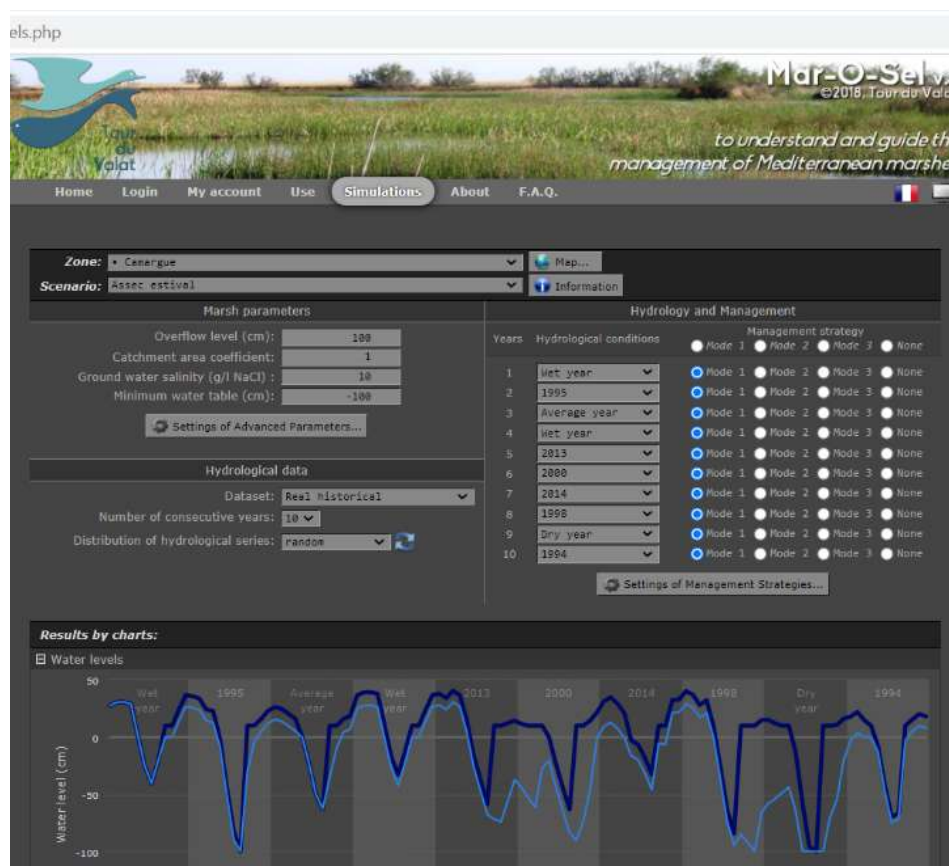 els.php
Mar-O-Sel v.
©2018, Tour du Vala
Tour
du
Valat
to understand and guide th
management of Mediterranean marshe
Home Login My account Use Simulations About F.A.Q.
Zone: • Camargue Map...
Scenario: Assec estival Information
Marsh parameters
Overflow level (cm): 100
Catchment area coefficient: 1
Ground water salinity (g/l NaCl) : 10
Minimum water table (cm): -100
Settings of Advanced Parameters...
Hydrological data
Dataset: Real historical
Number of consecutive years: 10
Distribution of hydrological series: random
Hydrology and Management
Years Hydrological conditions Management strategy
Mode 1 Mode 2 Mode 3 None
1 Wet year Mode 1 Mode 2 Mode 3 None
2 1995 Mode 1 Mode 2 Mode 3 None
3 Average year Mode 1 Mode 2 Mode 3 None
4 Wet year Mode 1 Mode 2 Mode 3 None
5 2013 Mode 1 Mode 2 Mode 3 None
6 2000 Mode 1 Mode 2 Mode 3 None
7 2014 Mode 1 Mode 2 Mode 3 None
8 1998 Mode 1 Mode 2 Mode 3 None
9 Dry year Mode 1 Mode 2 Mode 3 None
10 1994 Mode 1 Mode 2 Mode 3 None
Settings of Management Strategies...
Results by charts:
Water levels
Water level (cm)
50
0
-50
-100
Wet year 1995 Average year Wet year 2013 2000 2014 1998 Dry year 1994